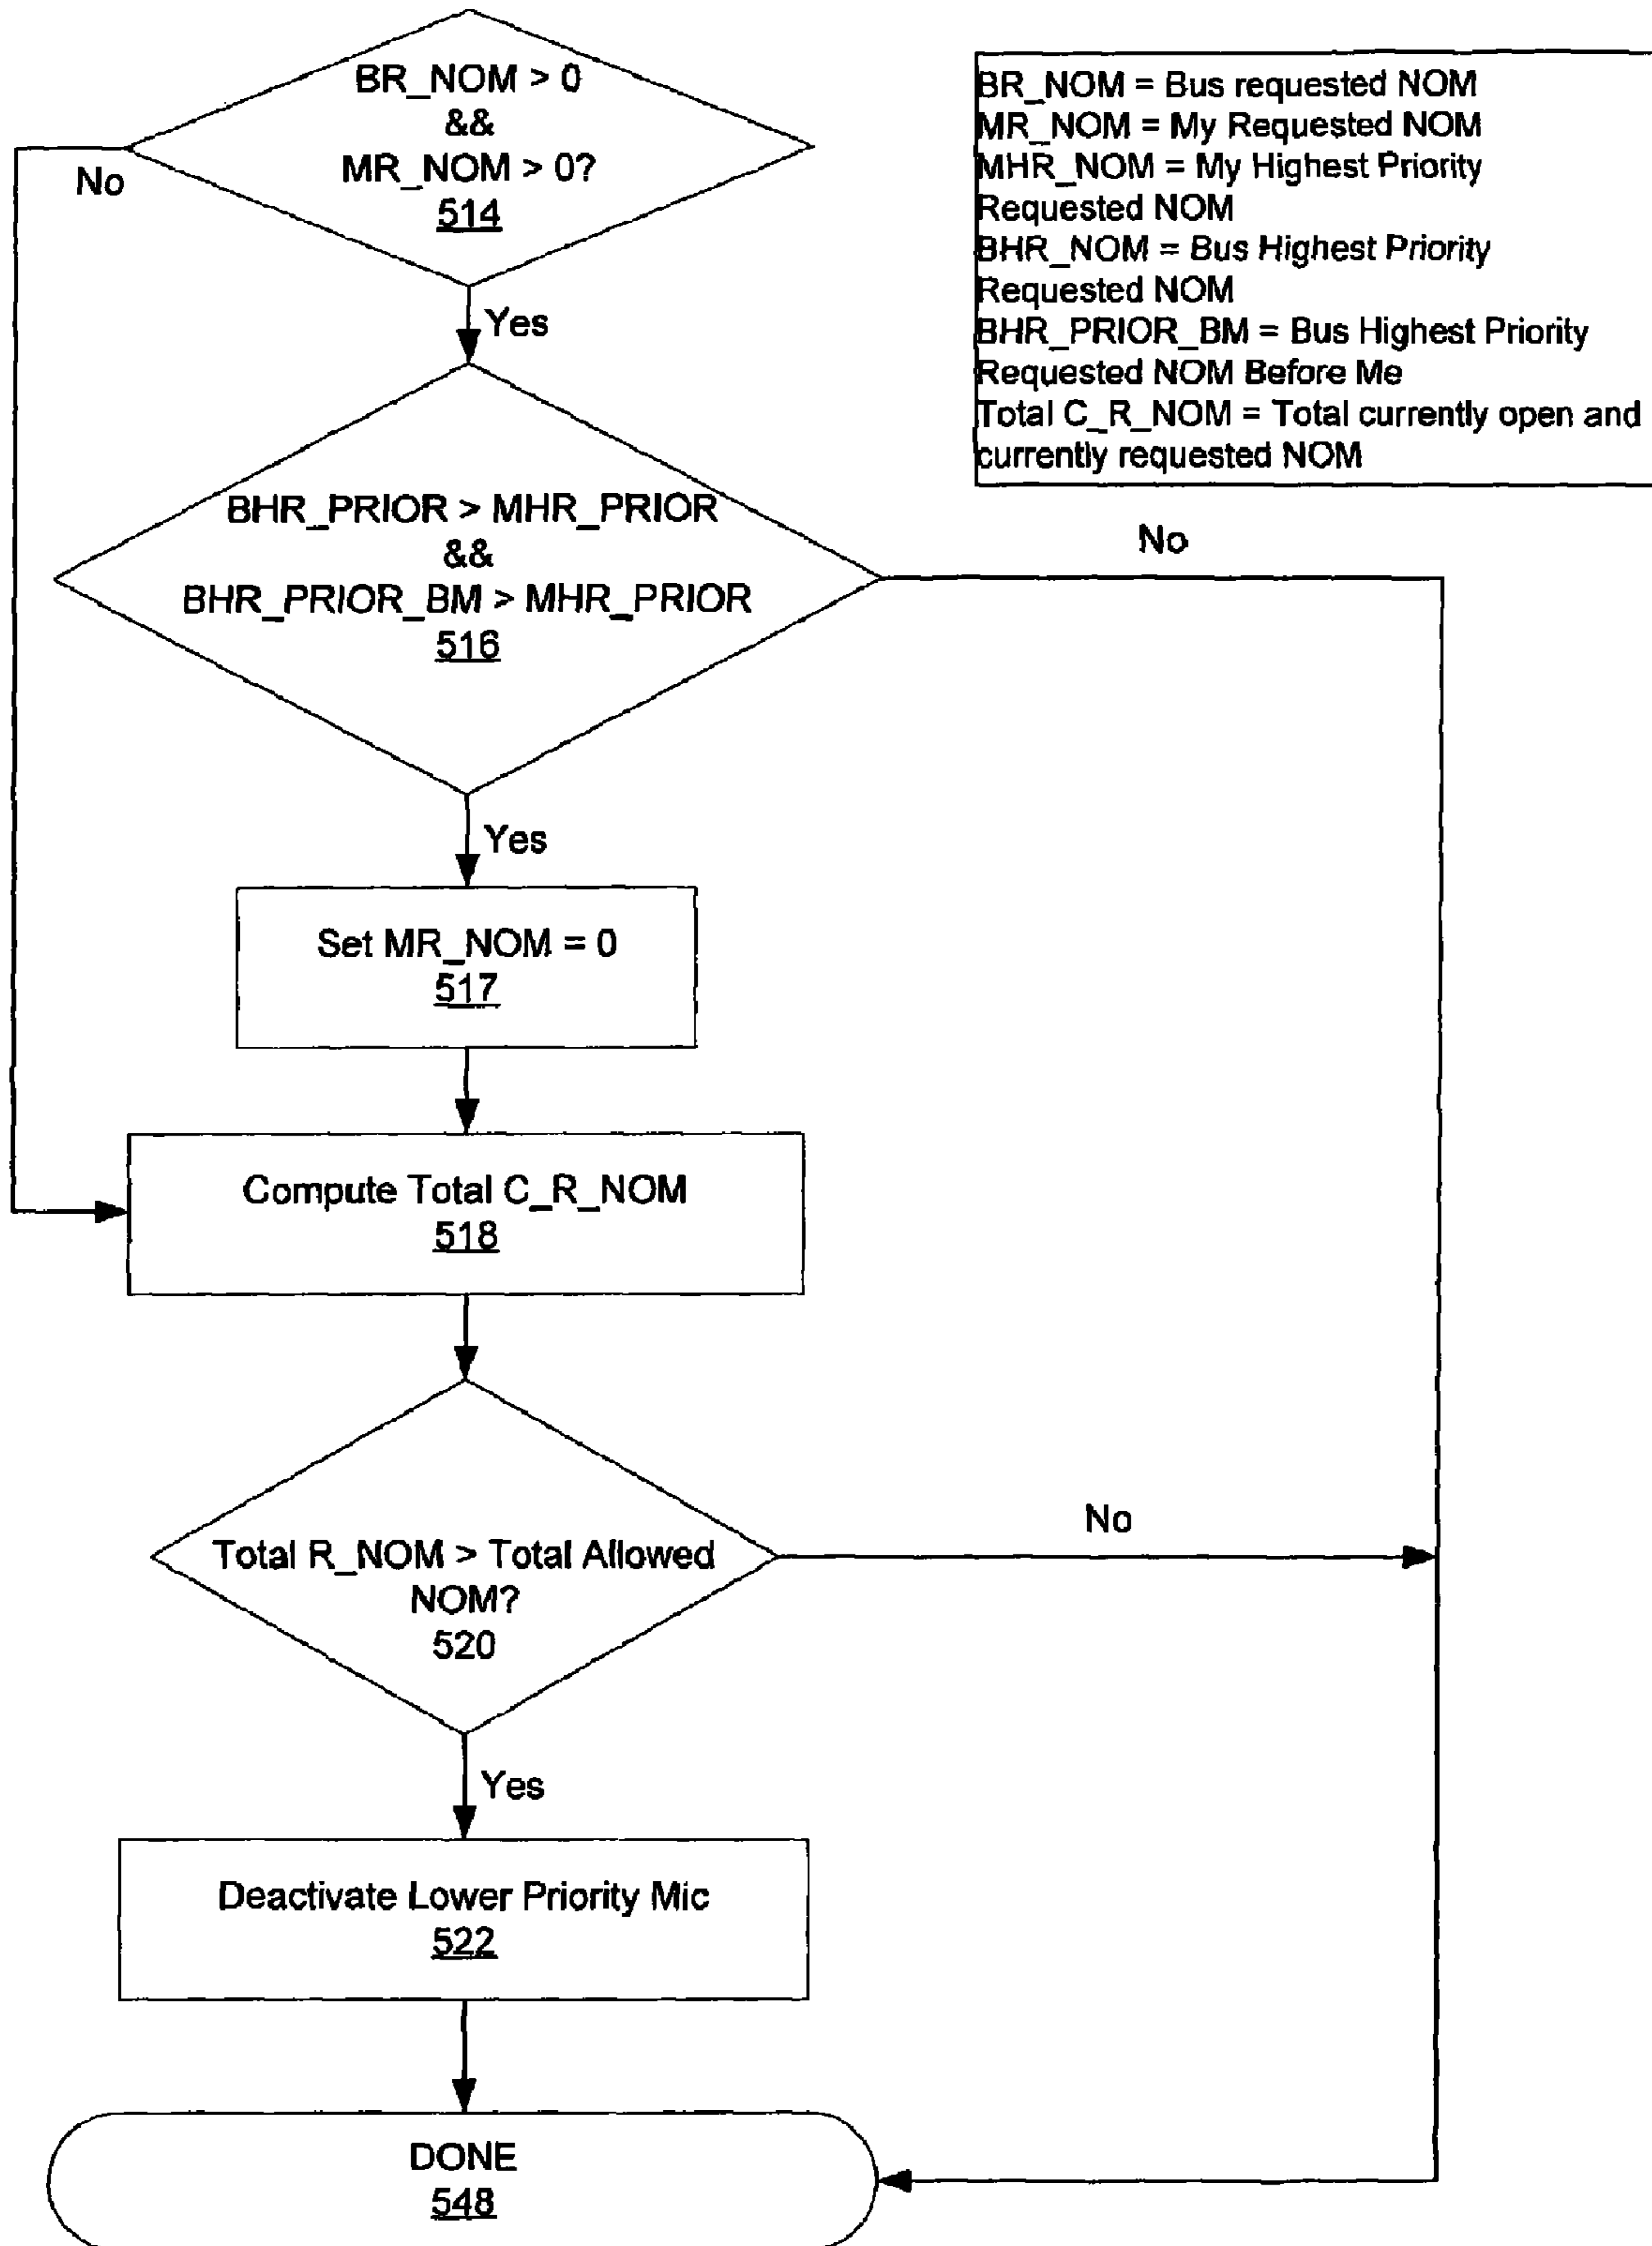 BR_NOM > 0
&&
MR_NOM > 0?
514
No
Yes
BR_NOM = Bus requested NOM
MR_NOM = My Requested NOM
MHR_NOM = My Highest Priority
Requested NOM
BHR_NOM = Bus Highest Priority
Requested NOM
BHR_PRIOR_BM = Bus Highest Priority
Requested NOM Before Me
Total C_R_NOM = Total currently open and
currently requested NOM
BHR_PRIOR > MHR_PRIOR
&&
BHR_PRIOR_BM > MHR_PRIOR
516
No
Yes
Set MR_NOM = 0
517
Compute Total C_R_NOM
518
Total R_NOM > Total Allowed
NOM?
520
No
Yes
Deactivate Lower Priority Mic
522
DONE
548